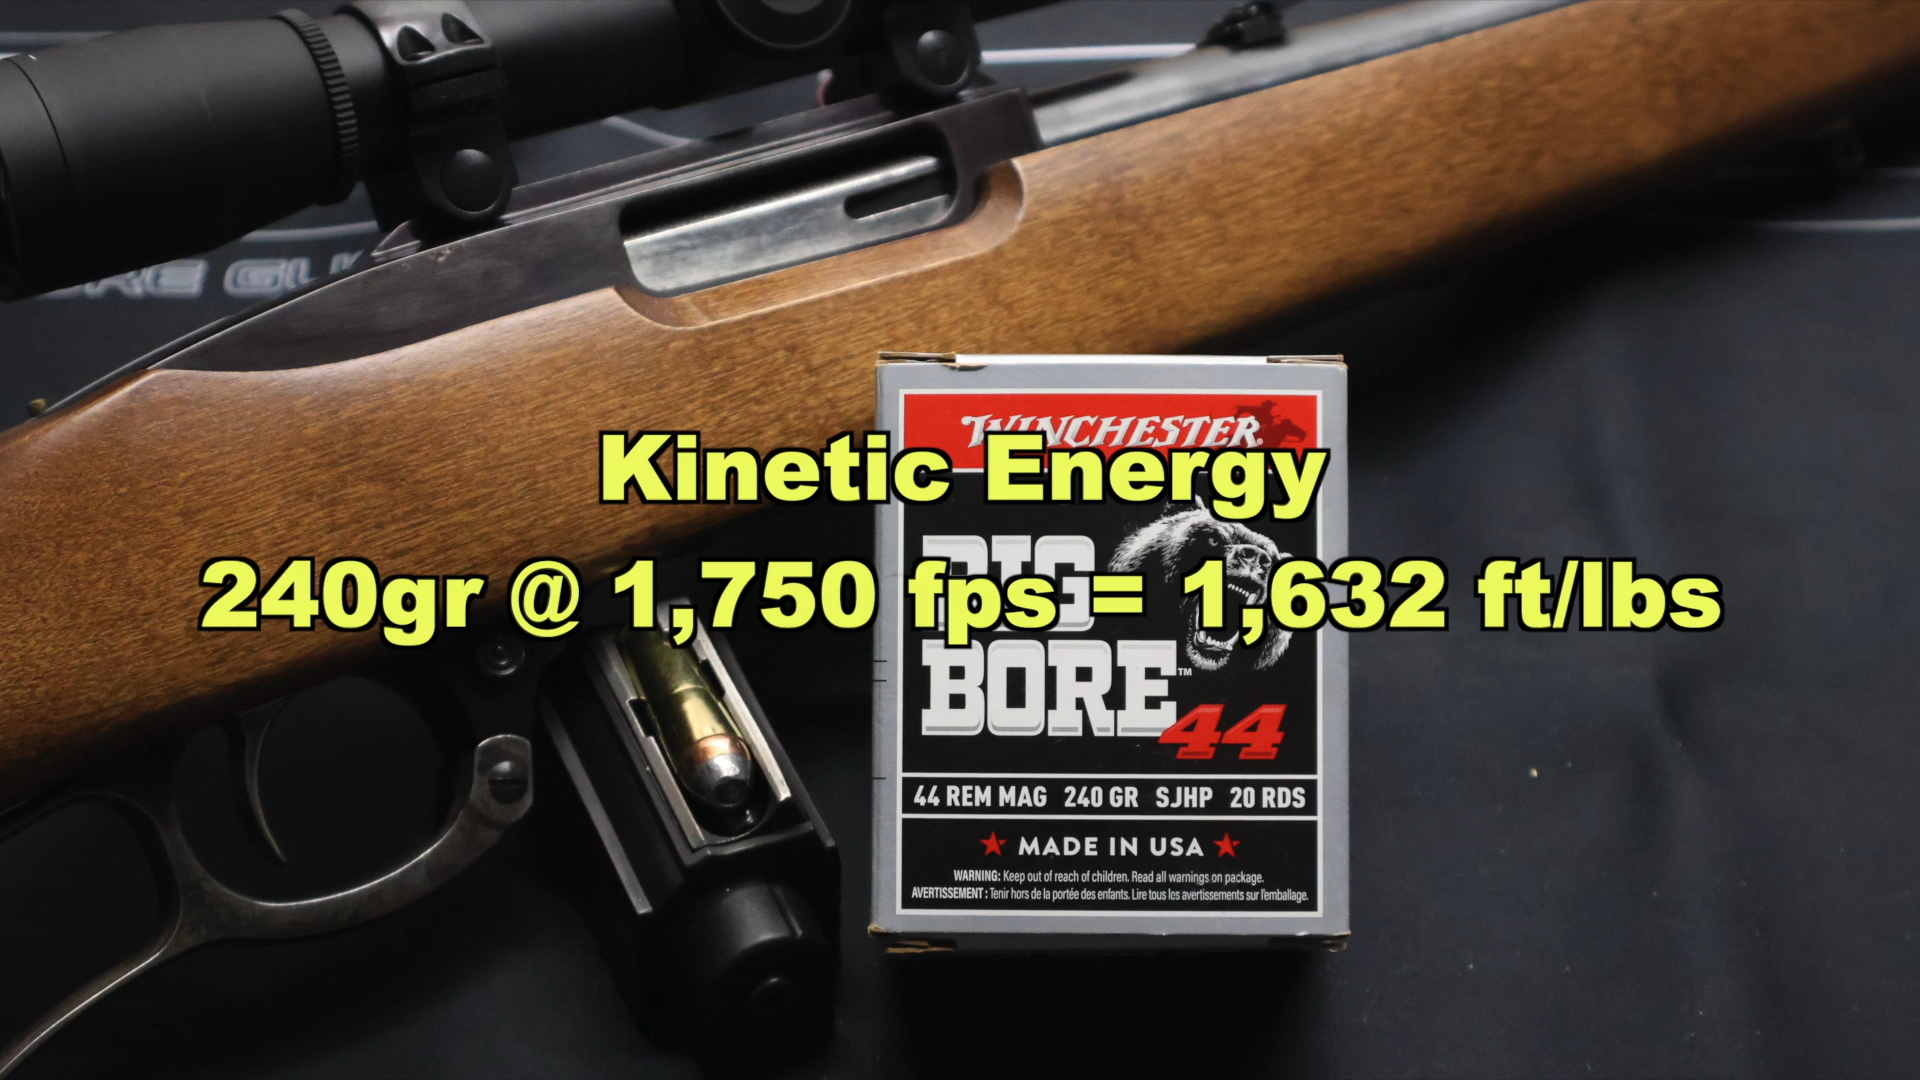 WINCHESTER
Kinetic Energy
BIG
240gr @ 1,750 fps = 1,632 ft/lbs
BORE™
44
44 REM MAG 240 GR SJHP 20 RDS
★ MADE IN USA ★
WARNING: Keep out of reach of children. Read all warnings on package.
AVERTISSEMENT : Tenir hors de la portée des enfants. Lire tous les avertissements sur l'emballage.